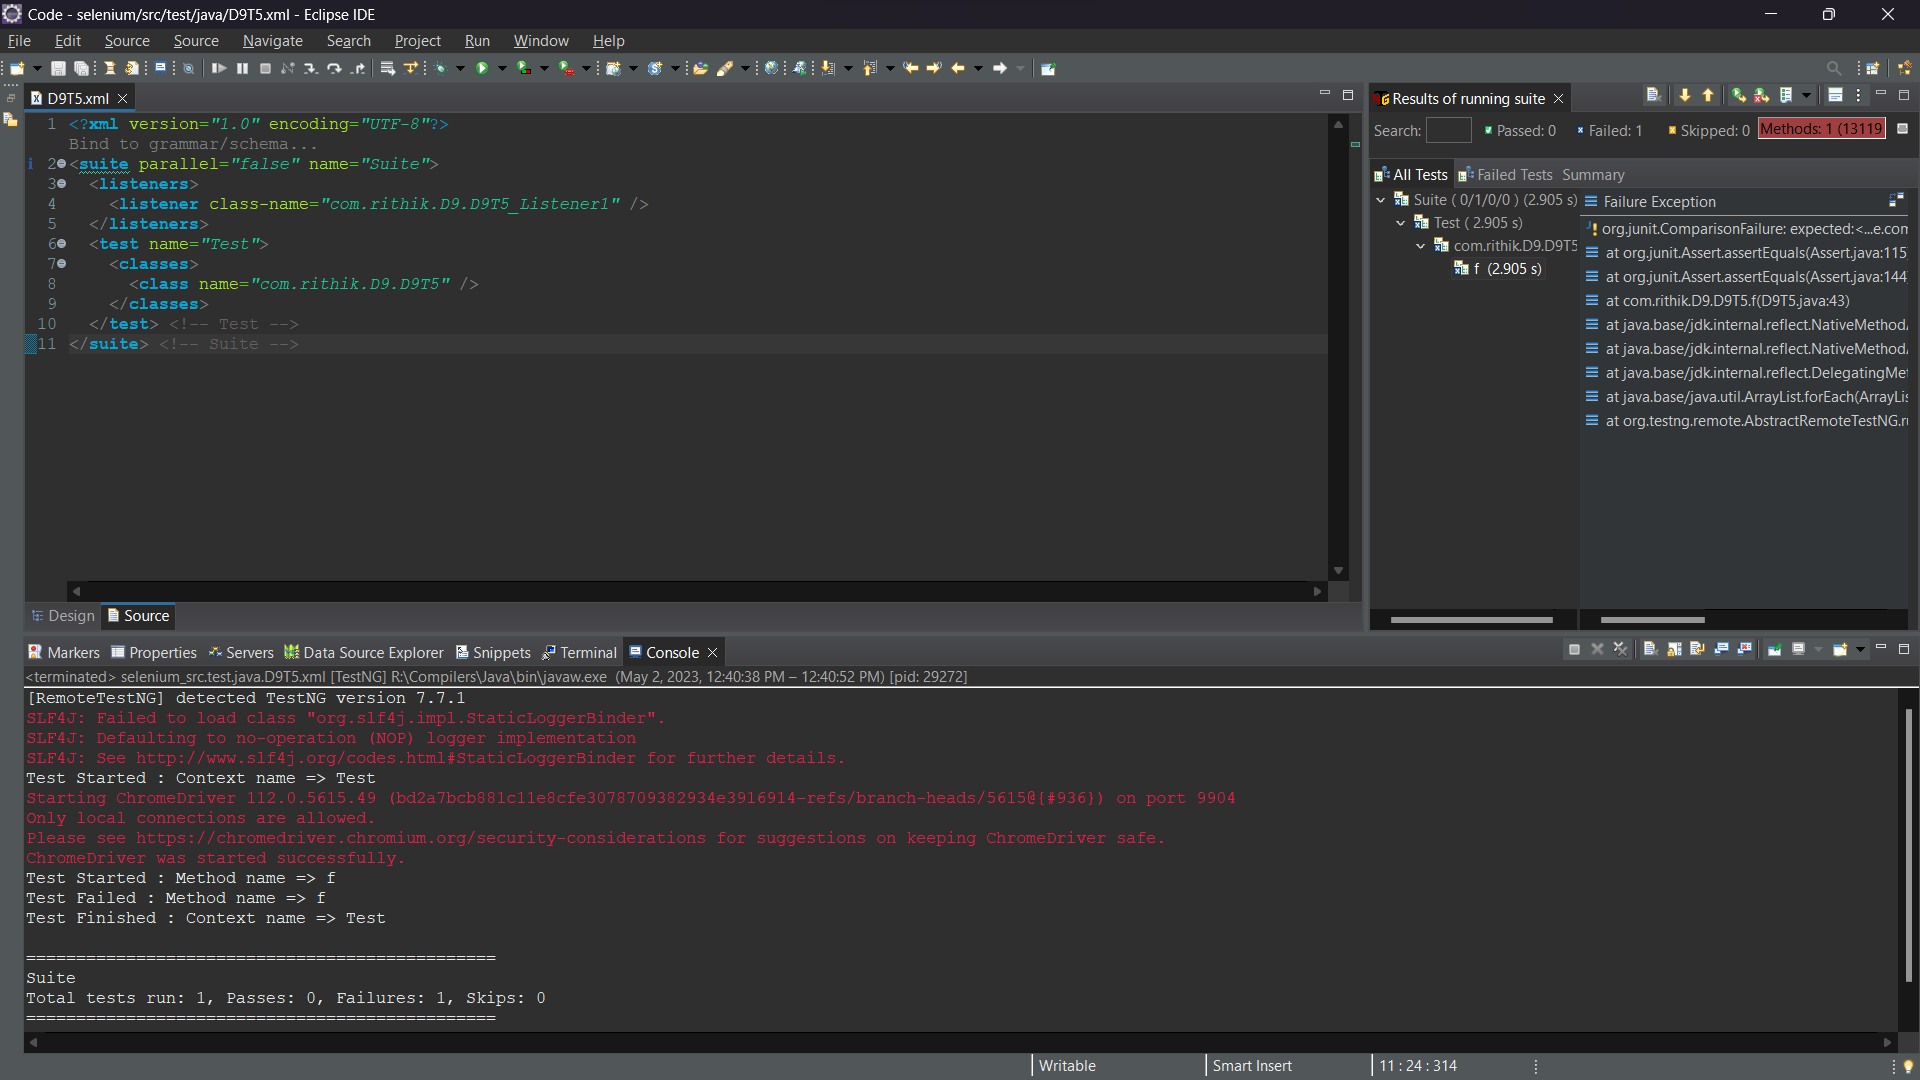 Code - selenium/src/test/java/D9T5.xml - Eclipse IDE
File Edit Source Source Navigate Search Project Run Window Help
D9T5.xml
1 <?xml version="1.0" encoding="UTF-8"?>
Bind to grammar/schema...
2 <suite parallel="false" name="Suite">
3 <listeners>
4 <listener class-name="com.rithik.D9.D9T5_Listener1" />
5 </listeners>
6 <test name="Test">
7 <classes>
8 <class name="com.rithik.D9.D9T5" />
9 </classes>
10 </test> <!-- Test -->
11 </suite> <!-- Suite -->
Design Source
Results of running suite
Search: Passed: 0 Failed: 1 Skipped: 0 Methods: 1 (13119
All Tests Failed Tests Summary
Suite ( 0/1/0/0 ) (2.905 s)
Test ( 2.905 s)
com.rithik.D9.D9T5
f (2.905 s)
Failure Exception
org.junit.ComparisonFailure: expected:<...e.com
at org.junit.Assert.assertEquals(Assert.java:115
at org.junit.Assert.assertEquals(Assert.java:144
at com.rithik.D9.D9T5.f(D9T5.java:43)
at java.base/jdk.internal.reflect.NativeMethod
at java.base/jdk.internal.reflect.NativeMethod
at java.base/jdk.internal.reflect.DelegatingMe
at java.base/java.util.ArrayList.forEach(ArrayLi
at org.testng.remote.AbstractRemoteTestNG.r
Markers Properties Servers Data Source Explorer Snippets Terminal Console
<terminated> selenium_src.test.java.D9T5.xml [TestNG] R:\Compilers\Java\bin\javaw.exe (May 2, 2023, 12:40:38 PM – 12:40:52 PM) [pid: 29272]
[RemoteTestNG] detected TestNG version 7.7.1
SLF4J: Failed to load class "org.slf4j.impl.StaticLoggerBinder".
SLF4J: Defaulting to no-operation (NOP) logger implementation
SLF4J: See http://www.slf4j.org/codes.html#StaticLoggerBinder for further details.
Test Started : Context name => Test
Starting ChromeDriver 112.0.5615.49 (bd2a7bcb881c11e8cfe3078709382934e3916914-refs/branch-heads/5615@{#936}) on port 9904
Only local connections are allowed.
Please see https://chromedriver.chromium.org/security-considerations for suggestions on keeping ChromeDriver safe.
ChromeDriver was started successfully.
Test Started : Method name => f
Test Failed : Method name => f
Test Finished : Context name => Test
===============================================
Suite
Total tests run: 1, Passes: 0, Failures: 1, Skips: 0
===============================================
Writable Smart Insert 11 : 24 : 314